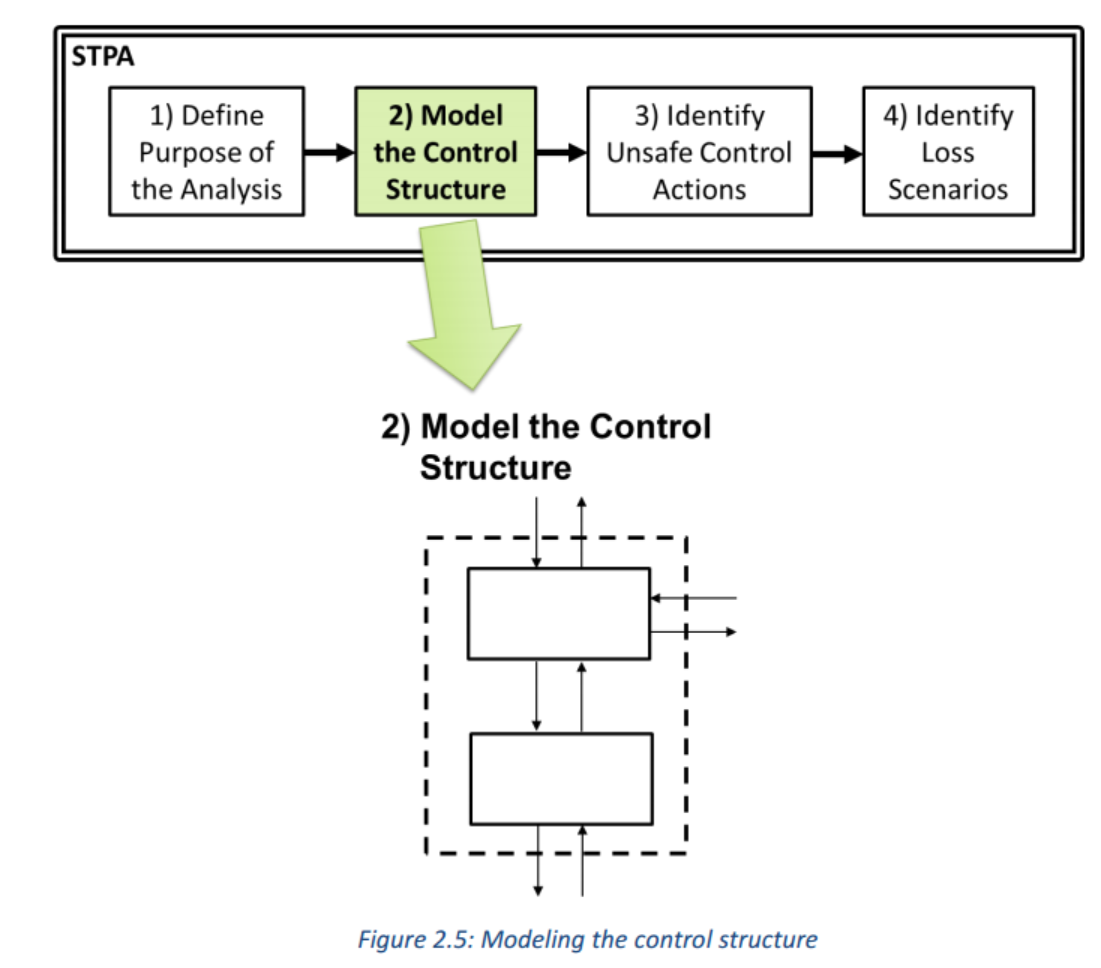 STPA
1) Define
Purpose of
the Analysis
2) Model
the Control
Structure
3) Identify
Unsafe Control
Actions
4) Identify
Loss
Scenarios
2) Model the Control
Structure
Figure 2.5: Modeling the control structure